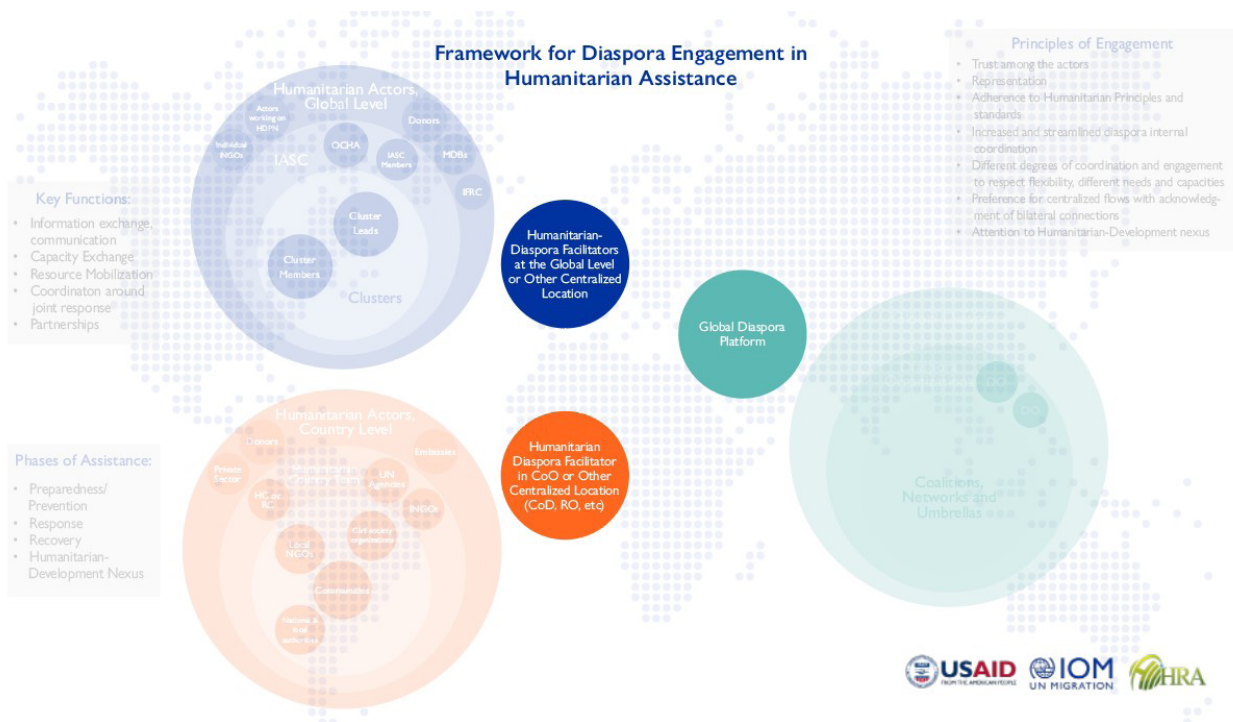 Framework for Diaspora Engagement in
Humanitarian Assistance
Humanitarian Actors,
Global Level
Actors
working on
HDPN
Individual
INGOs
IASC
OCHA
IASC
Members
Donors
MDBs
IFRC
Cluster
Leads
Cluster
Members
Clusters
Key Functions:
• Information exchange,
communication
• Capacity Exchange
• Resource Mobilization
• Coordinaton around
joint response
• Partnerships
Principles of Engagement
• Trust among the actors
• Representation
• Adherence to Humanitarian Principles and
standards
• Increased and streamlined diaspora internal
coordination
• Different degrees of coordination and engagement
to respect flexibility, different needs and capacities
• Preference for centralized flows with acknowledg-
ment of bilateral connections
• Attention to Humanitarian-Development nexus
Humanitarian-
Diaspora Facilitators
at the Global Level
or Other Centralized
Location
Global Diaspora
Platform
Humanitarian
Diaspora Facilitator
in CoO or Other
Centralized Location
(CoD, RO, etc)
Humanitarian Actors,
Country Level
Donors
Embassies
Private
Sector
Humanitarian
Country Team
UN
Agencies
HC or
RC
INGOs
Civil society
organizations
Local
NGOs
Communities
National &
local
authorities
Phases of Assistance:
• Preparedness/
Prevention
• Response
• Recovery
• Humanitarian-
Development Nexus
DO
DO
Coalitions,
Networks and
Umbrellas
USAID
FROM THE AMERICAN PEOPLE
IOM
UN MIGRATION
HRA